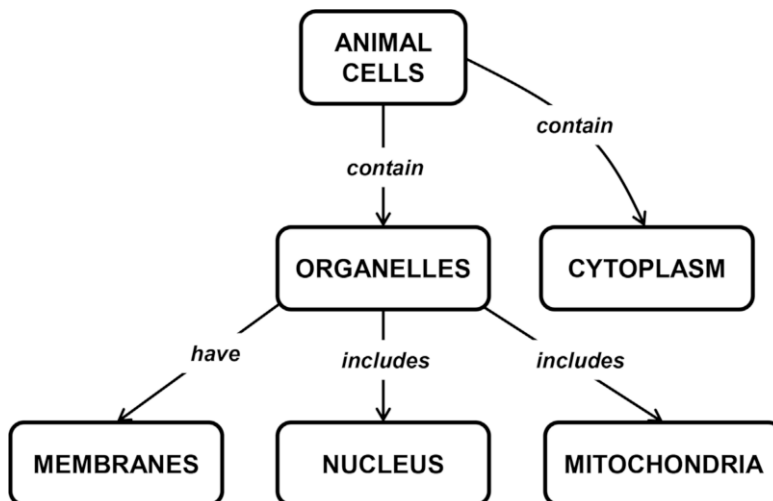 ANIMAL
CELLS
contain
contain
ORGANELLES
CYTOPLASM
have
includes
includes
MEMBRANES
NUCLEUS
MITOCHONDRIA